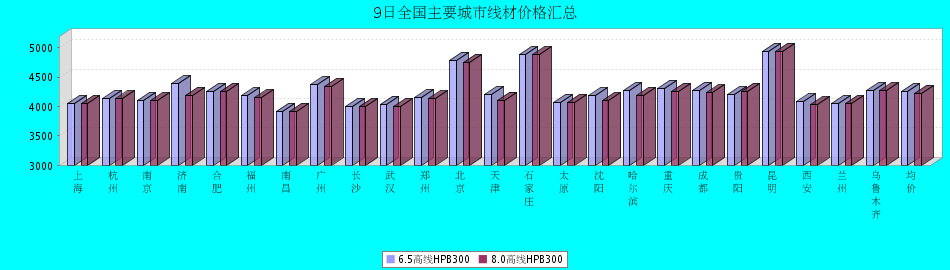 9日全国主要城市线材价格汇总
5000
4500
4000
3500
3000
上海 杭州 南京 济南 合肥 福州 南昌 广州 长沙 武汉 郑州 北京 天津 石家庄 太原 沈阳 哈尔滨 重庆 成都 贵阳 昆明 西安 兰州 乌鲁木齐 均价
6.5高线HPB300 8.0高线HPB300